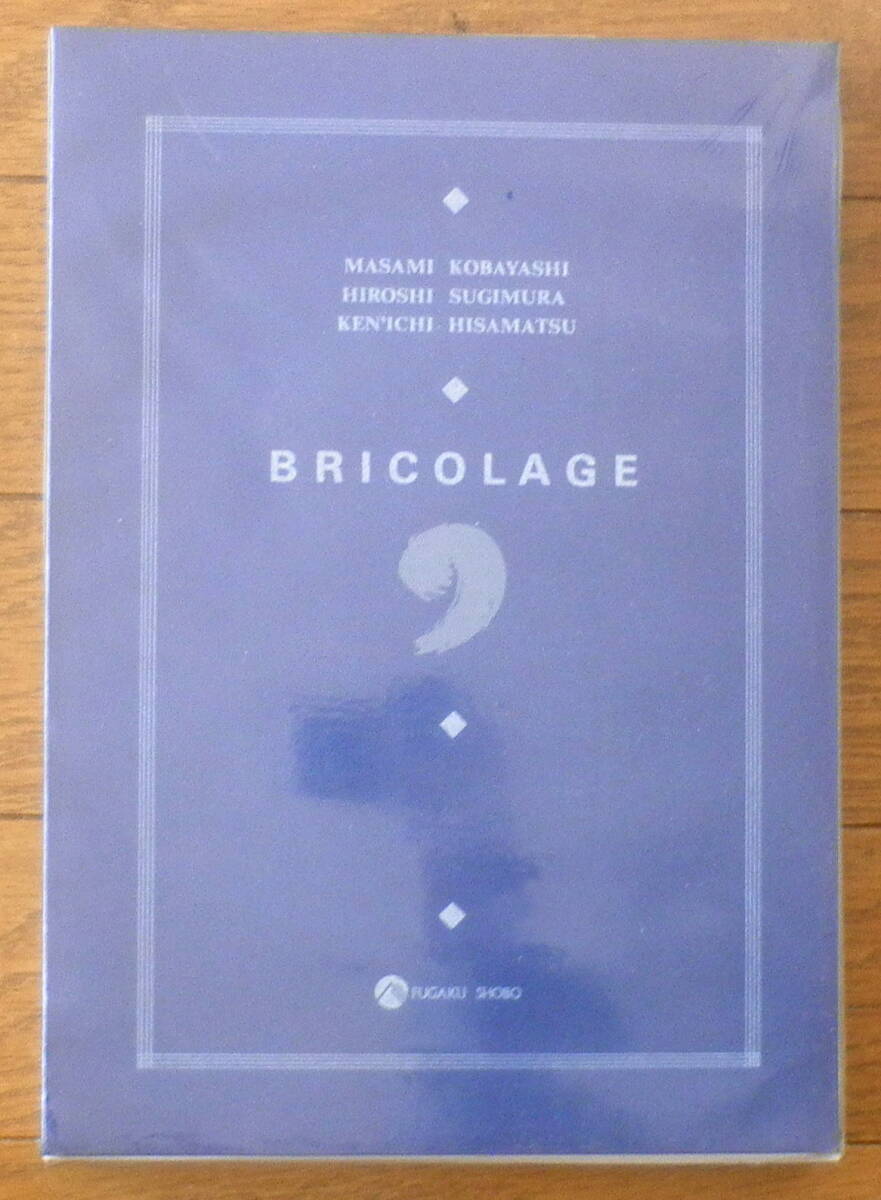 MASAMI KOBAYASHI
HIROSHI SUGIMURA
KEN'ICHI HISAMATSU
BRICOLAGE
FUGAKU SHOBO